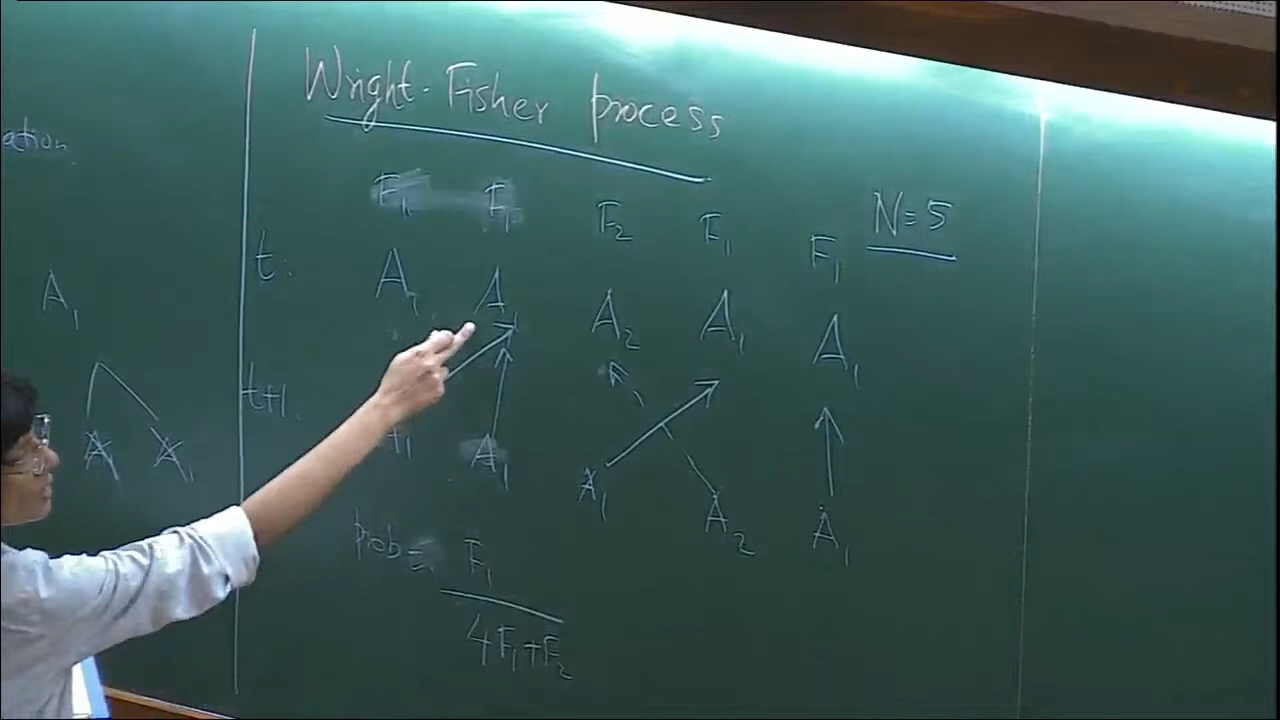 Wright-Fisher process
ation
F₁ F₁ F₂ F₁ F₁ N=5
t: A₁ A₁ A₂ A₁ A₁
A₁
t+1:
A₁ A₁ A₁ A₁ A₂ A₁
prob = F₁ / 4F₁+F₂